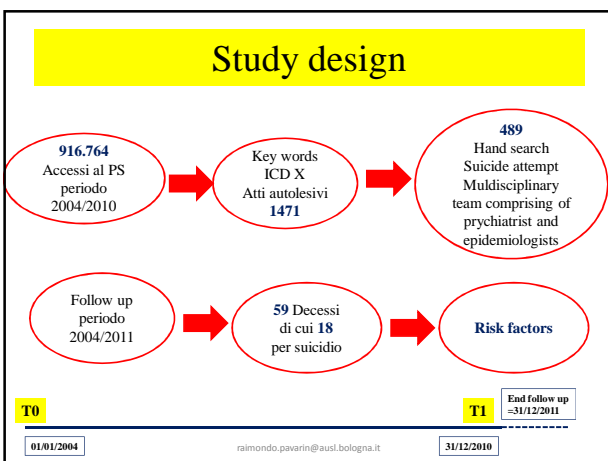 Study design
916.764
Accessi al PS
periodo
2004/2010
Key words
ICD X
Atti autolesivi
1471
489
Hand search
Suicide attempt
Muldisciplinary
team comprising of
prychiatrist and
epidemiologists
Follow up
periodo
2004/2011
59 Decessi
di cui 18
per suicidio
Risk factors
T0
T1
End follow up
=31/12/2011
01/01/2004
raimondo.pavarin@ausl.bologna.it
31/12/2010